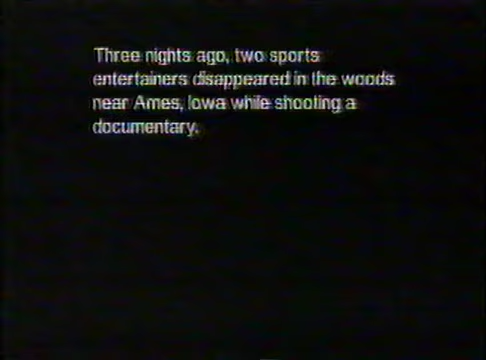 Three nights ago, two sports
entertainers disappeared in the woods
near Ames, Iowa while shooting a
documentary.